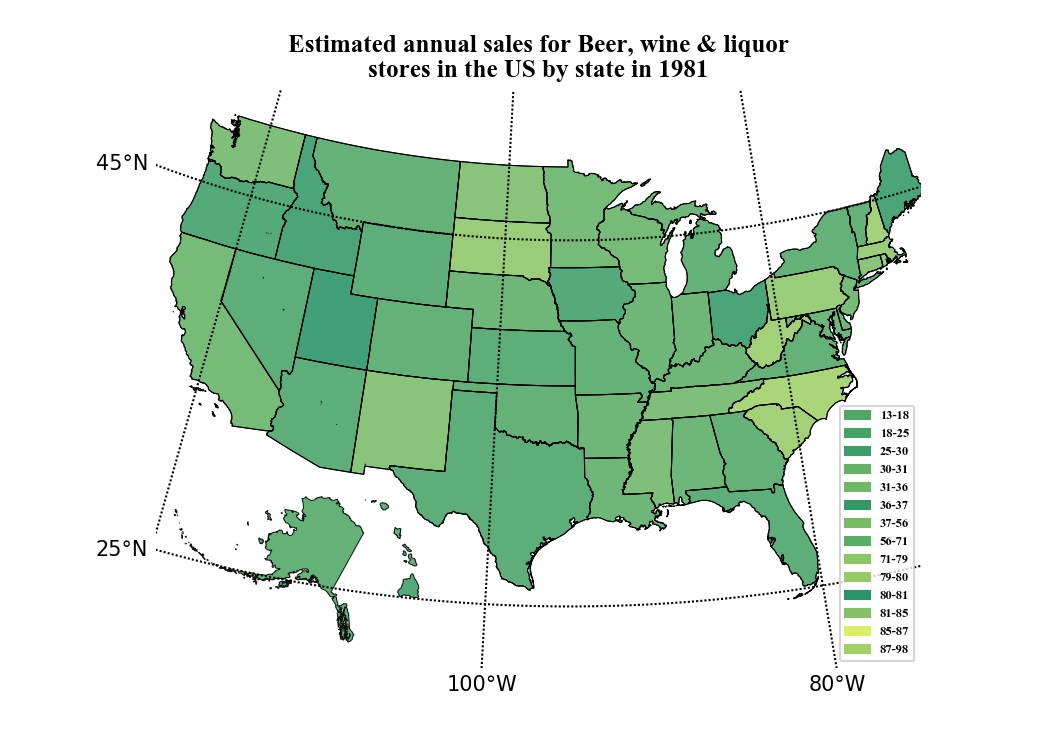 Estimated annual sales for Beer, wine & liquor
stores in the US by state in 1981
45°N
25°N
100°W
80°W
13-18
18-25
25-30
30-31
31-36
36-37
37-56
56-71
71-79
79-80
80-81
81-85
85-87
87-98